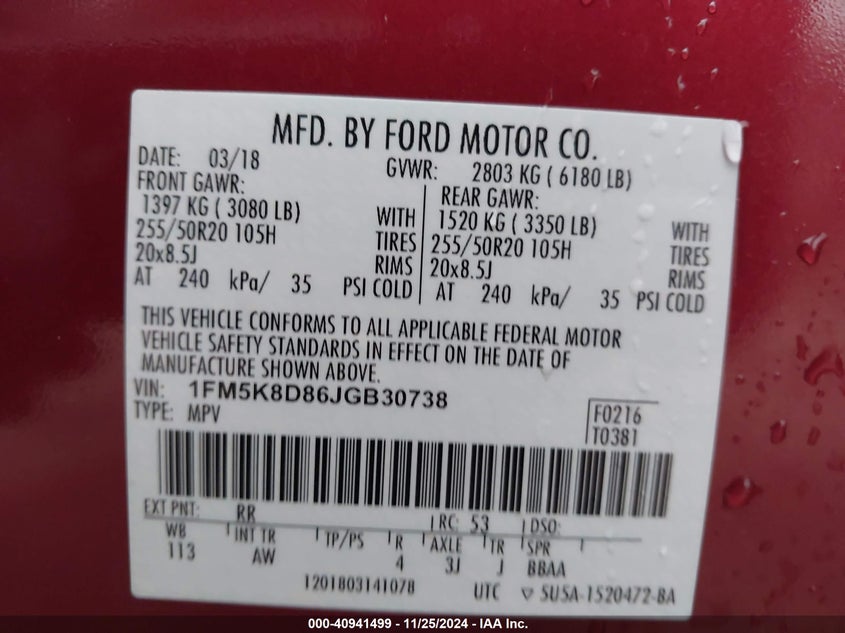 MFD. BY FORD MOTOR CO.
DATE: 03/18 GVWR: 2803 KG ( 6180 LB)
FRONT GAWR: REAR GAWR:
1397 KG ( 3080 LB) WITH 1520 KG ( 3350 LB) WITH
255/50R20 105H TIRES 255/50R20 105H TIRES
20x8.5J RIMS 20x8.5J RIMS
AT 240 kPa/ 35 PSI COLD AT 240 kPa/ 35 PSI COLD
THIS VEHICLE CONFORMS TO ALL APPLICABLE FEDERAL MOTOR
VEHICLE SAFETY STANDARDS IN EFFECT ON THE DATE OF
MANUFACTURE SHOWN ABOVE.
VIN: 1FM5K8D86JGB30738
TYPE: MPV
F0216
T0381
EXT PNT: RR RC: 53 DSO:
WB INT TR TP/PS R AXLE TR SPR
113 AW 4 3J J BBAA
1201803141078 UTC ▽ SU5A-1520472-BA
000-40941499 - 11/25/2024 - IAA Inc.